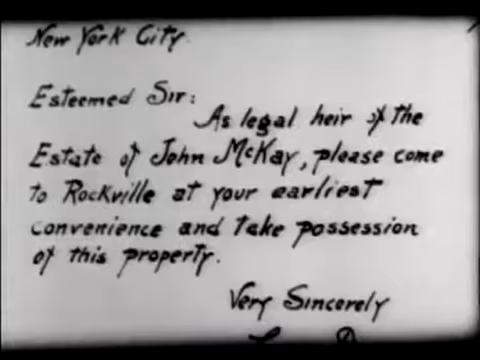 New York City.
Esteemed Sir:
As legal heir of the
Estate of John McKay, please come
to Rockville at your earliest
convenience and take possession
of this property.
Very Sincerely